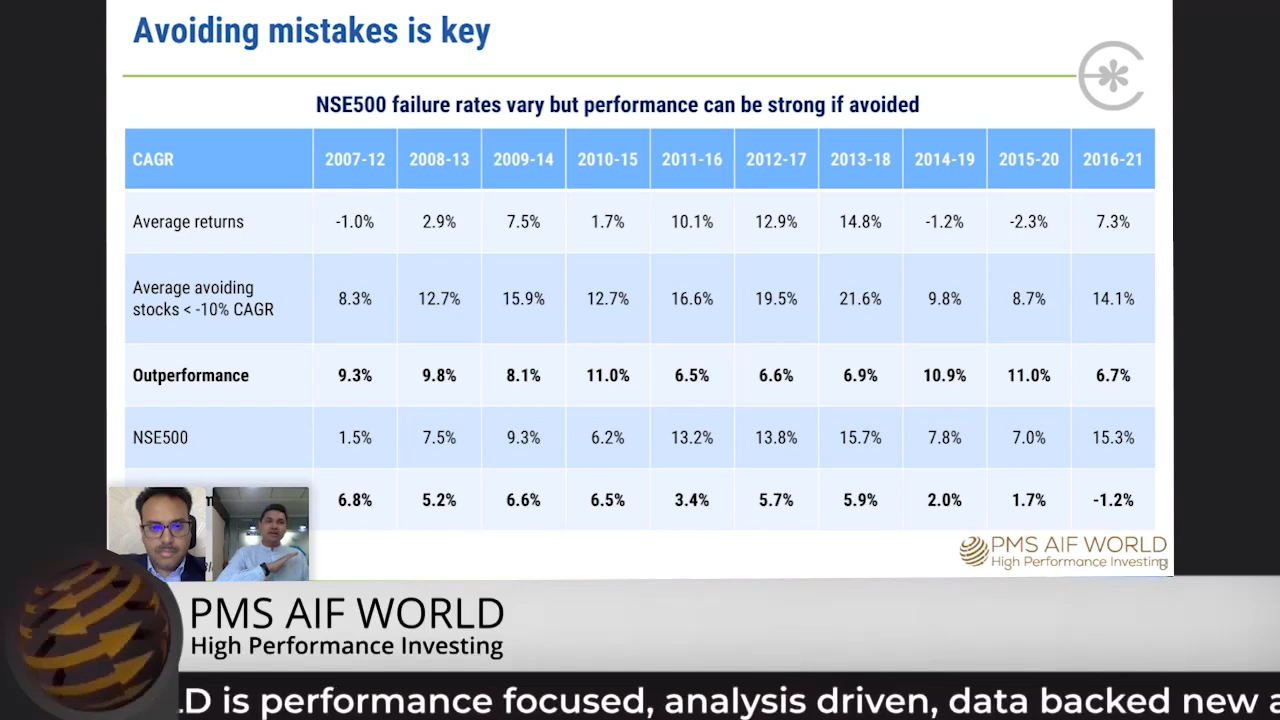 Avoiding mistakes is key
NSE500 failure rates vary but performance can be strong if avoided
CAGR 2007-12 2008-13 2009-14 2010-15 2011-16 2012-17 2013-18 2014-19 2015-20 2016-21
Average returns -1.0% 2.9% 7.5% 1.7% 10.1% 12.9% 14.8% -1.2% -2.3% 7.3%
Average avoiding
stocks < -10% CAGR 8.3% 12.7% 15.9% 12.7% 16.6% 19.5% 21.6% 9.8% 8.7% 14.1%
Outperformance 9.3% 9.8% 8.1% 11.0% 6.5% 6.6% 6.9% 10.9% 11.0% 6.7%
NSE500 1.5% 7.5% 9.3% 6.2% 13.2% 13.8% 15.7% 7.8% 7.0% 15.3%
6.8% 5.2% 6.6% 6.5% 3.4% 5.7% 5.9% 2.0% 1.7% -1.2%
PMS AIF WORLD
High Performance Investing
PMS AIF WORLD
High Performance Investing
LD is performance focused, analysis driven, data backed new a